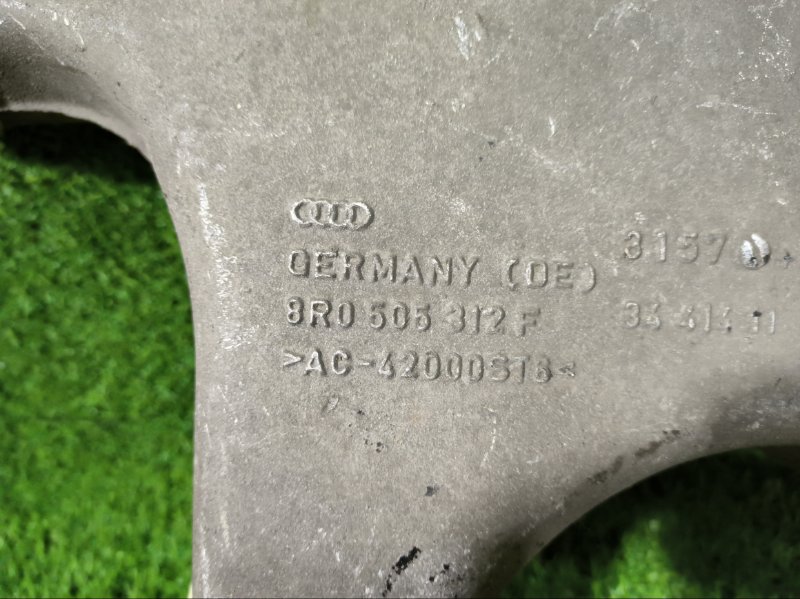 GERMANY (DE)
8R0 505 312 F
>AC-42000ST6<
3157